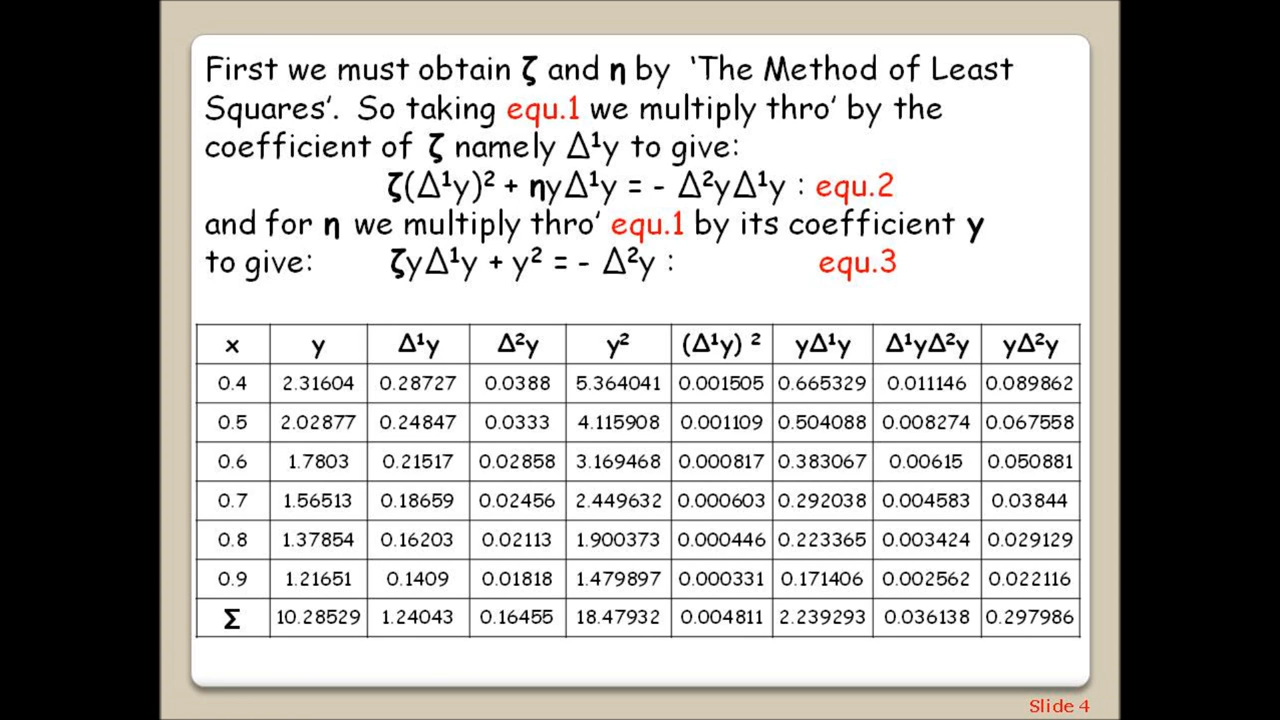 First we must obtain ζ and η by ‘The Method of Least
Squares’. So taking equ.1 we multiply thro’ by the
coefficient of ζ namely Δ¹y to give:
ζ(Δ¹y)² + ηyΔ¹y = - Δ²yΔ¹y : equ.2
and for η we multiply thro’ equ.1 by its coefficient y
to give: ζyΔ¹y + y² = - Δ²y : equ.3
x y Δ¹y Δ²y y² (Δ¹y) ² yΔ¹y Δ¹yΔ²y yΔ²y
0.4 2.31604 0.28727 0.0388 5.364041 0.001505 0.665329 0.011146 0.089862
0.5 2.02877 0.24847 0.0333 4.115908 0.001109 0.504088 0.008274 0.067558
0.6 1.7803 0.21517 0.02858 3.169468 0.000817 0.383067 0.00615 0.050881
0.7 1.56513 0.18659 0.02456 2.449632 0.000603 0.292038 0.004583 0.03844
0.8 1.37854 0.16203 0.02113 1.900373 0.000446 0.223365 0.003424 0.029129
0.9 1.21651 0.1409 0.01818 1.479897 0.000331 0.171406 0.002562 0.022116
Σ 10.28529 1.24043 0.16455 18.47932 0.004811 2.239293 0.036138 0.297986
Slide 4